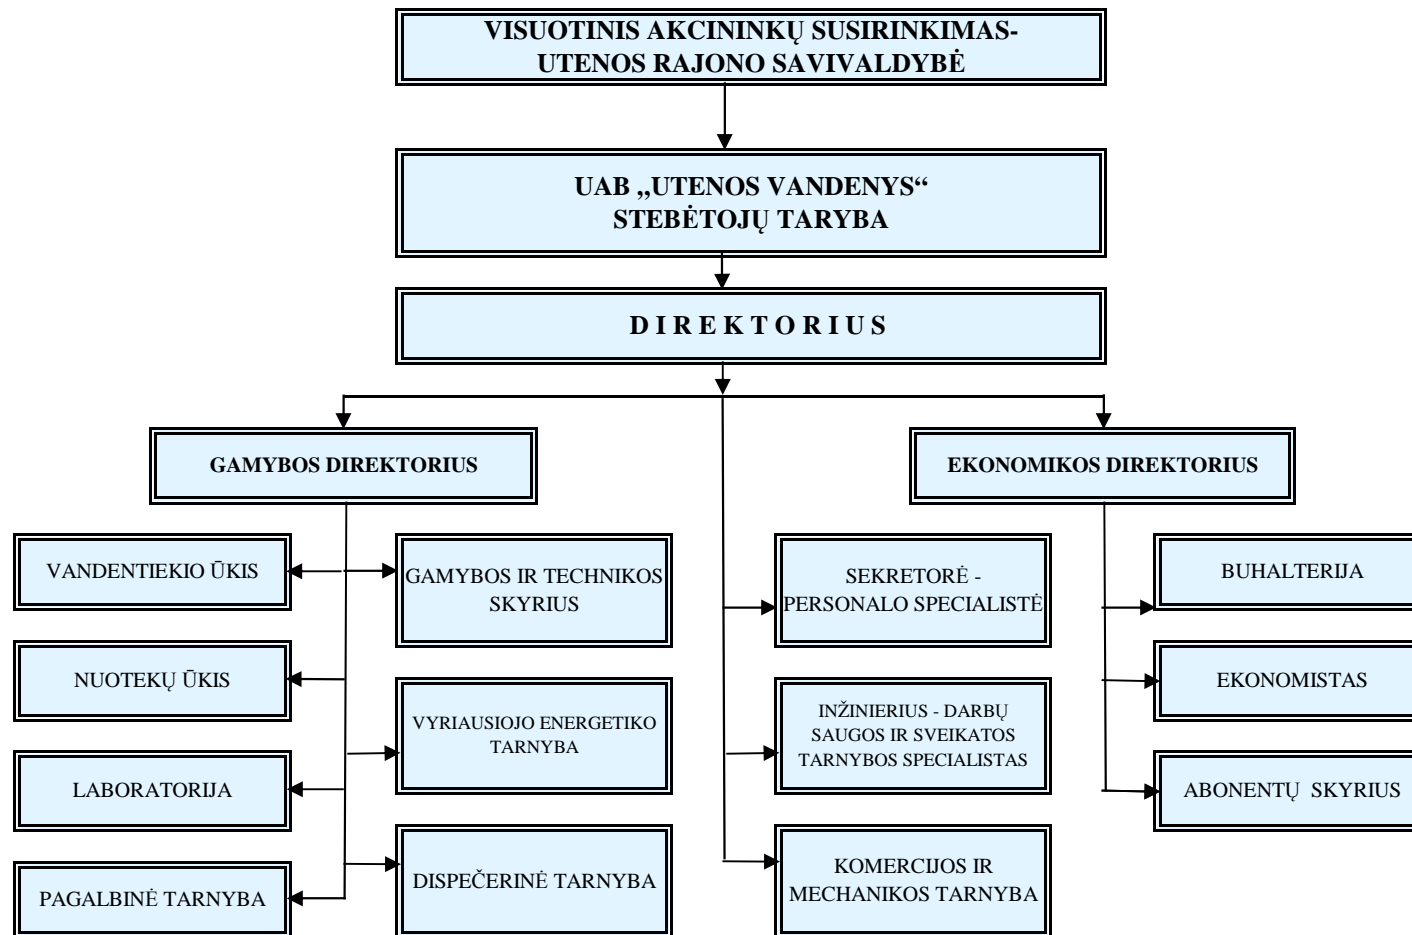 VISUOTINIS AKCININKŲ SUSIRINKIMAS-
UTENOS RAJONO SAVIVALDYBĖ
UAB „UTENOS VANDENYS“
STEBĖTOJŲ TARYBA
D I R E K T O R I U S
GAMYBOS DIREKTORIUS
EKONOMIKOS DIREKTORIUS
VANDENTIEKIO ŪKIS
NUOTEKŲ ŪKIS
LABORATORIJA
PAGALBINĖ TARNYBA
GAMYBOS IR TECHNIKOS
SKYRIUS
VYRIAUSIOJO ENERGETIKO
TARNYBA
DISPEČERINĖ TARNYBA
SEKRETORĖ -
PERSONALO SPECIALISTĖ
INŽINIERIUS - DARBŲ
SAUGOS IR SVEIKATOS
TARNYBOS SPECIALISTAS
KOMERCIJOS IR
MECHANIKOS TARNYBA
BUHALTERIJA
EKONOMISTAS
ABONENTŲ SKYRIUS